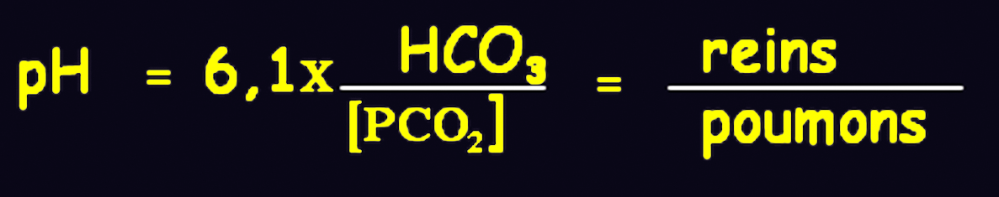 pH = 6,1x HCO₃ / [PCO₂] = reins / poumons